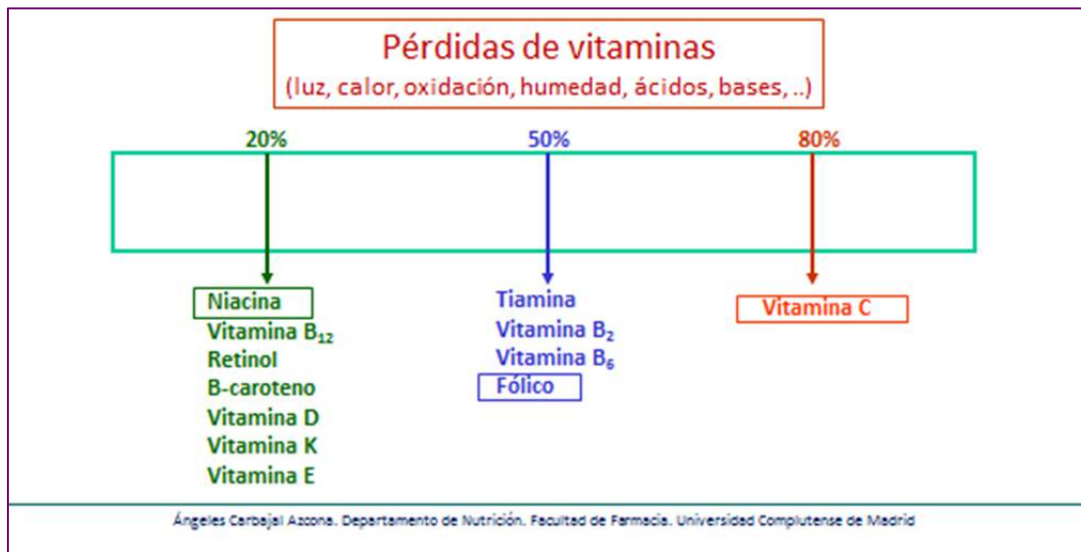 Pérdidas de vitaminas
(luz, calor, oxidación, humedad, ácidos, bases, ..)
20%
50%
80%
Niacina
Vitamina B₁₂
Retinol
B-caroteno
Vitamina D
Vitamina K
Vitamina E
Tiamina
Vitamina B₂
Vitamina B₆
Fólico
Vitamina C
Ángeles Carbajal Azcona. Departamento de Nutrición. Facultad de Farmacia. Universidad Complutense de Madrid